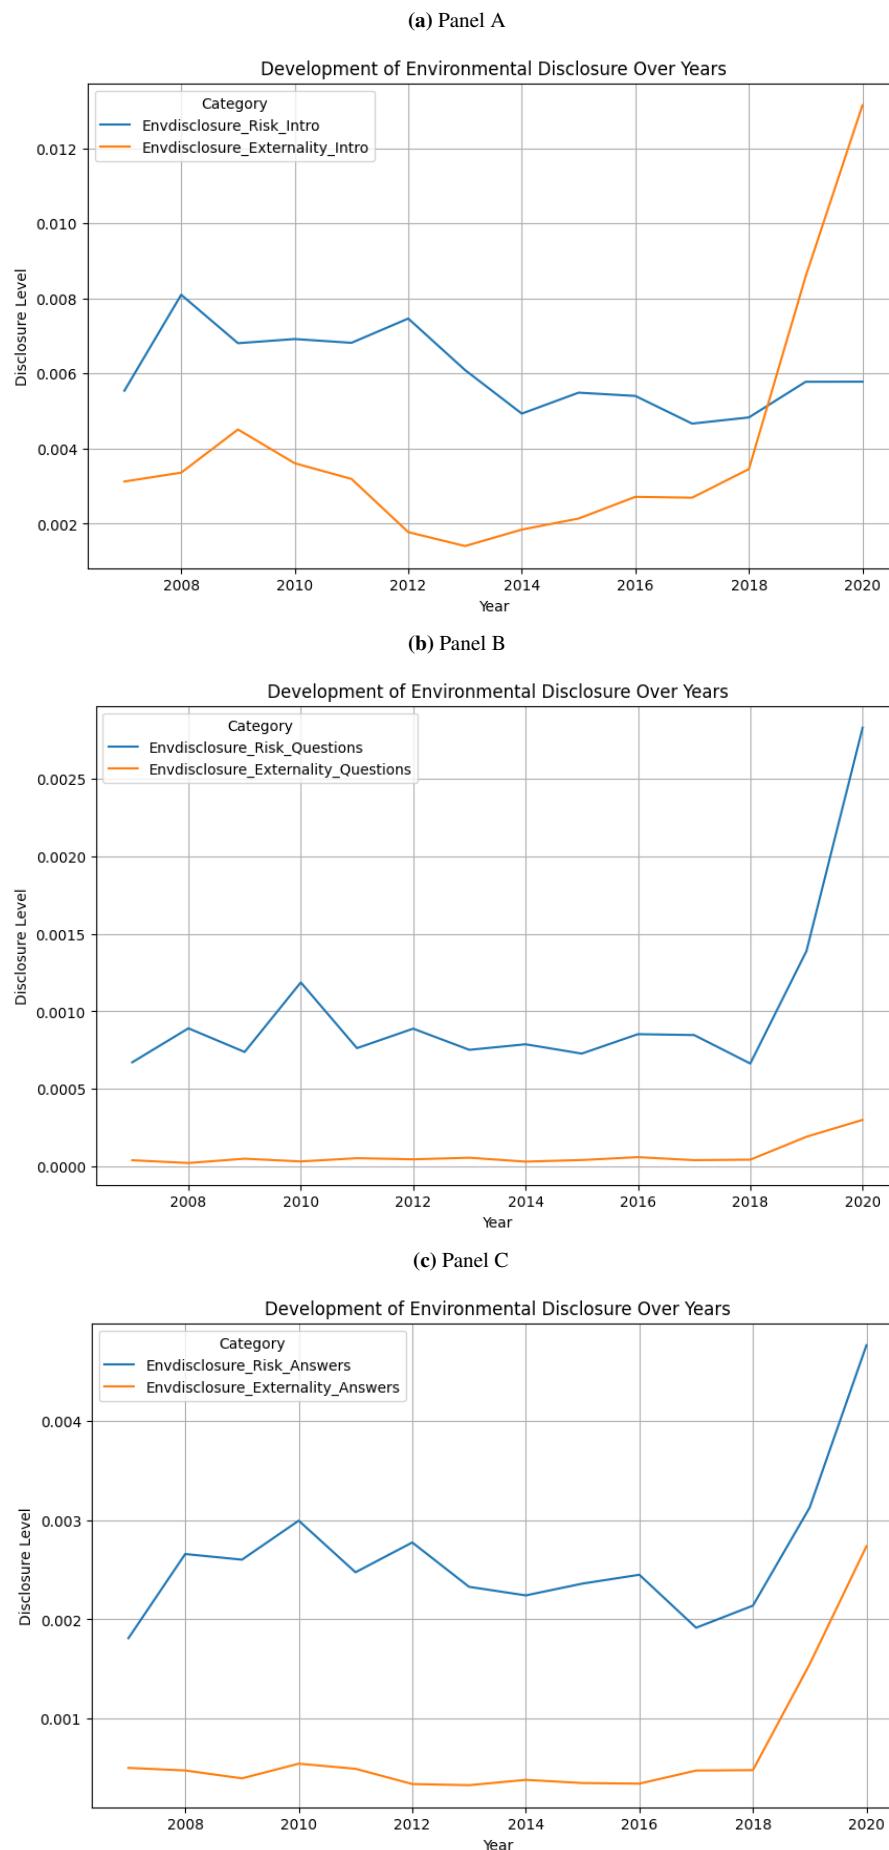 (a) Panel A
Development of Environmental Disclosure Over Years
Category
Envdisclosure_Risk_Intro
Envdisclosure_Externality_Intro
0.012
0.010
0.008
0.006
0.004
0.002
Disclosure Level
2008 2010 2012 2014 2016 2018 2020
Year
(b) Panel B
Development of Environmental Disclosure Over Years
Category
Envdisclosure_Risk_Questions
Envdisclosure_Externality_Questions
0.0025
0.0020
0.0015
0.0010
0.0005
0.0000
Disclosure Level
2008 2010 2012 2014 2016 2018 2020
Year
(c) Panel C
Development of Environmental Disclosure Over Years
Category
Envdisclosure_Risk_Answers
Envdisclosure_Externality_Answers
0.004
0.003
0.002
0.001
Disclosure Level
2008 2010 2012 2014 2016 2018 2020
Year